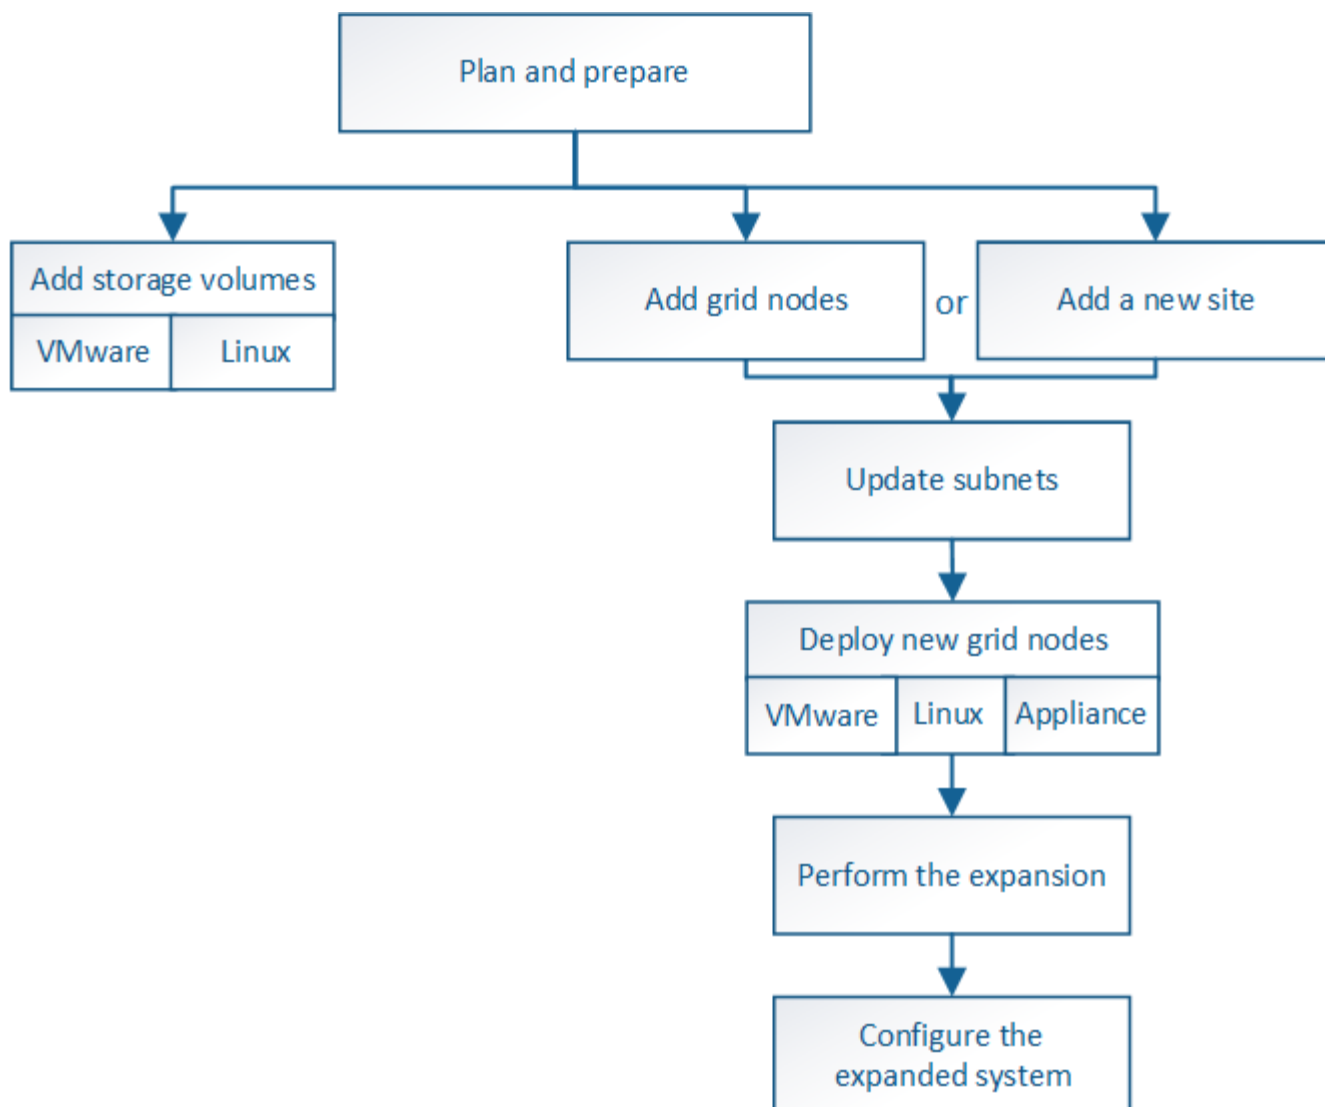 Plan and prepare
Add storage volumes
VMware
Linux
Add grid nodes
or
Add a new site
Update subnets
Deploy new grid nodes
VMware
Linux
Appliance
Perform the expansion
Configure the
expanded system